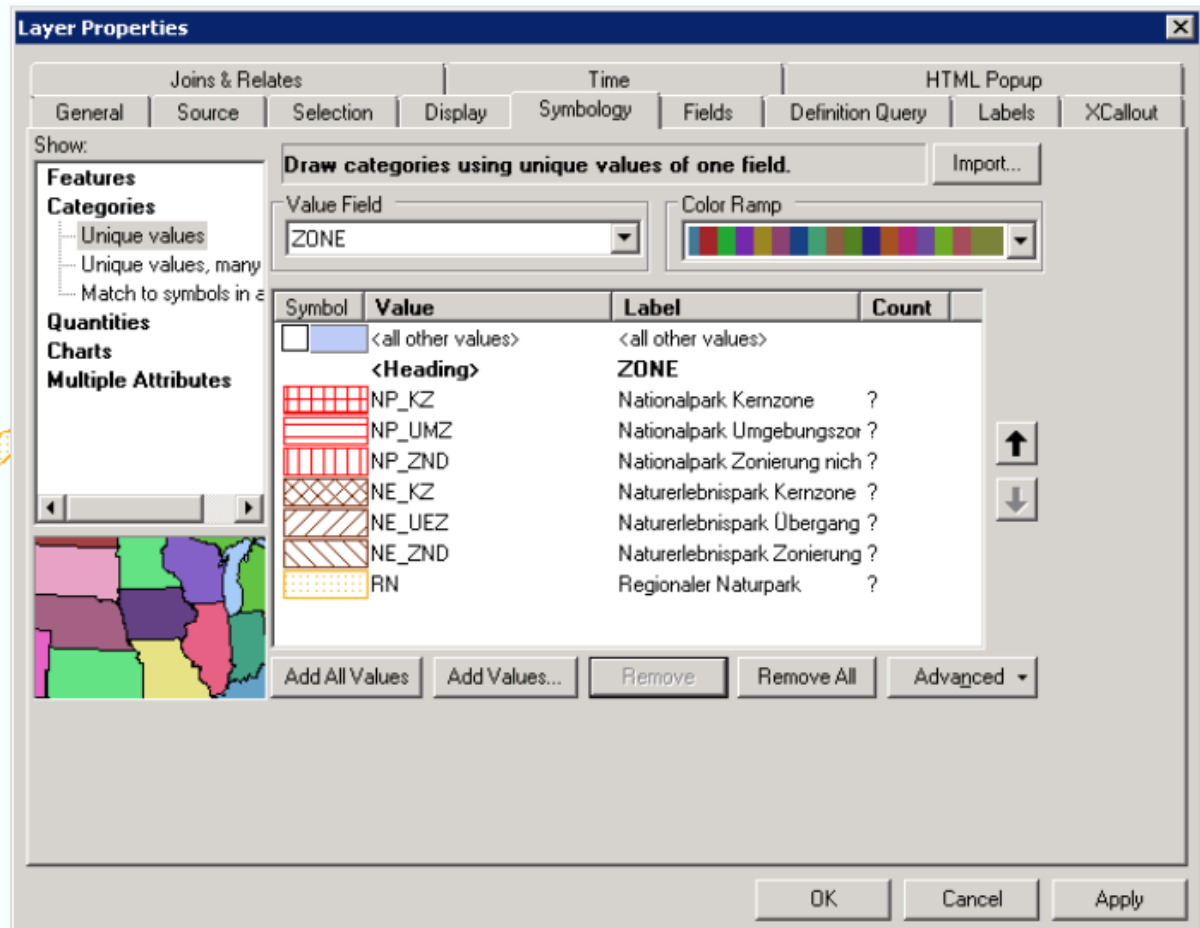 Layer Properties
Joins & Relates Time HTML Popup
General Source Selection Display Symbology Fields Definition Query Labels XCallout
Show:
Features
Categories
Unique values
Unique values, many
Match to symbols in a
Quantities
Charts
Multiple Attributes
Draw categories using unique values of one field.
Import...
Value Field
ZONE
Color Ramp
Symbol Value Label Count
<all other values> <all other values>
<Heading> ZONE
NP_KZ Nationalpark Kernzone ?
NP_UMZ Nationalpark Umgebungszor ?
NP_ZND Nationalpark Zonierung nich ?
NE_KZ Naturerlebnispark Kernzone ?
NE_UEZ Naturerlebnispark Übergang ?
NE_ZND Naturerlebnispark Zonierung ?
RN Regionaler Naturpark ?
Add All Values Add Values... Remove Remove All Advanced
OK Cancel Apply